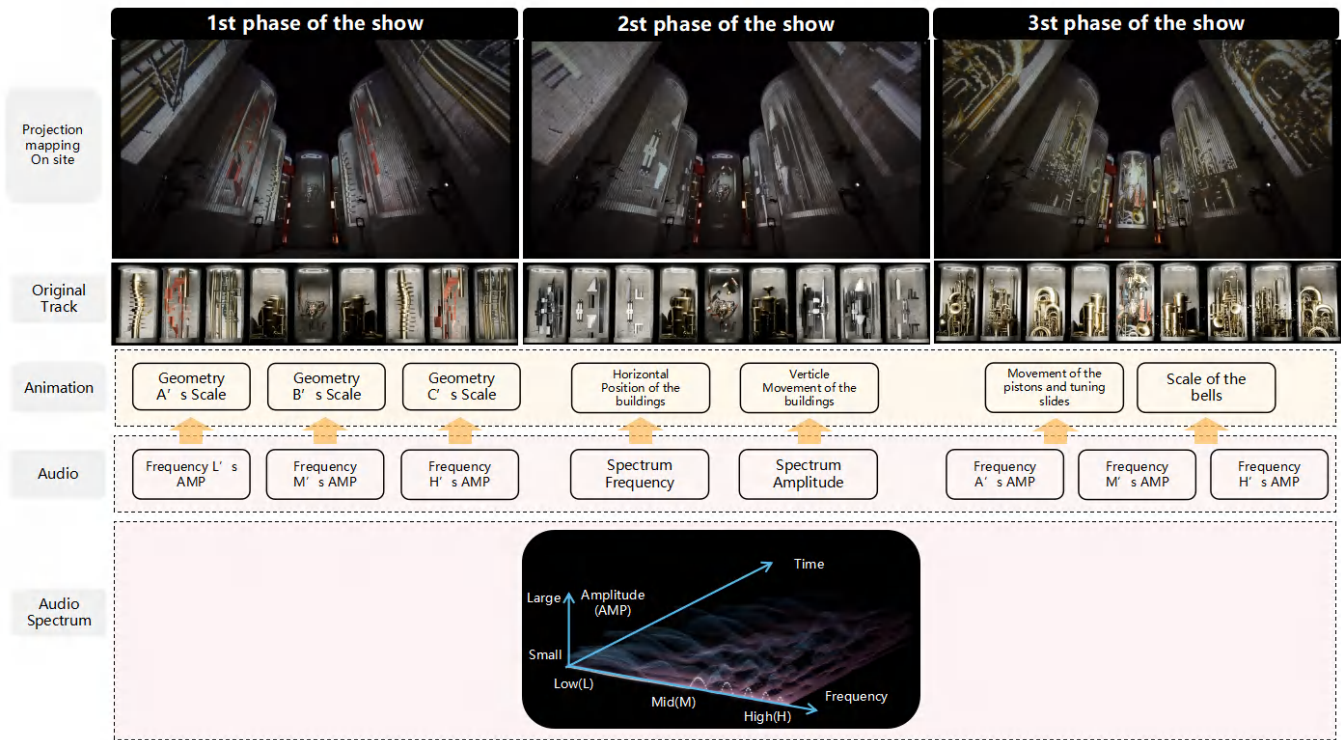 1st phase of the show
2st phase of the show
3st phase of the show
Projection
mapping
On site
Original
Track
Animation
Geometry
A's Scale
Geometry
B's Scale
Geometry
C's Scale
Horizontal
Position of the
buildings
Verticle
Movement of the
buildings
Movement of the
pistons and tuning
slides
Scale of the
bells
Audio
Frequency L's
AMP
Frequency
M's AMP
Frequency
H's AMP
Spectrum
Frequency
Spectrum
Amplitude
Frequency
A's AMP
Frequency
M's AMP
Frequency
H's AMP
Audio
Spectrum
Time
Large
Amplitude
(AMP)
Small
Low(L)
Mid(M)
High(H)
Frequency